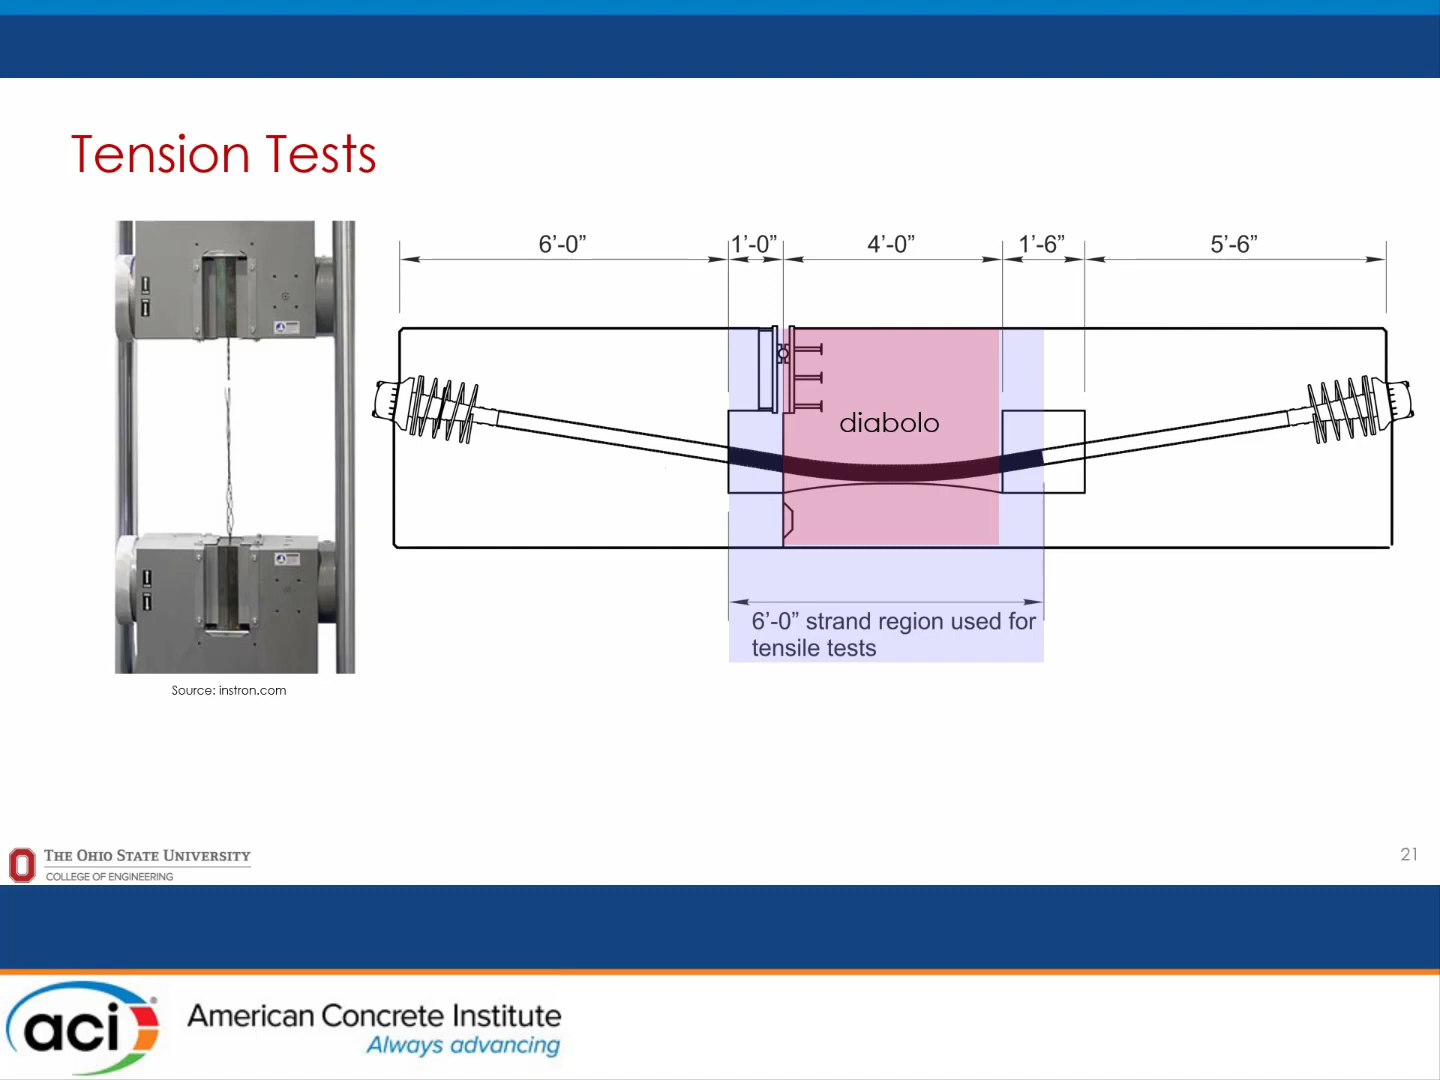 Tension Tests
6’-0” 1’-0” 4’-0” 1’-6” 5’-6”
diabolo
6’-0” strand region used for
tensile tests
Source: instron.com
THE OHIO STATE UNIVERSITY
COLLEGE OF ENGINEERING
21
aci
American Concrete Institute
Always advancing